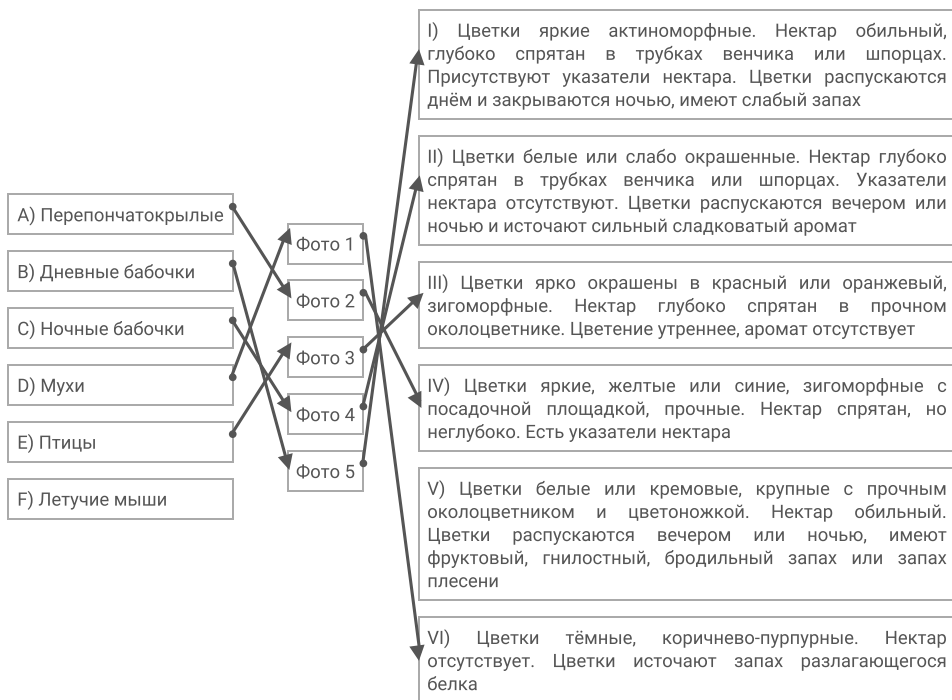 A) Перепончатокрылые
B) Дневные бабочки
C) Ночные бабочки
D) Мухи
E) Птицы
F) Летучие мыши
Фото 1
Фото 2
Фото 3
Фото 4
Фото 5
I) Цветки яркие актиноморфные. Нектар обильный,
глубоко спрятан в трубках венчика или шпорцах.
Присутствуют указатели нектара. Цветки распускаются
днём и закрываются ночью, имеют слабый запах
II) Цветки белые или слабо окрашенные. Нектар глубоко
спрятан в трубках венчика или шпорцах. Указатели
нектара отсутствуют. Цветки распускаются вечером или
ночью и источают сильный сладковатый аромат
III) Цветки ярко окрашены в красный или оранжевый,
зигоморфные. Нектар глубоко спрятан в прочном
околоцветнике. Цветение утреннее, аромат отсутствует
IV) Цветки яркие, желтые или синие, зигоморфные с
посадочной площадкой, прочные. Нектар спрятан, но
неглубоко. Есть указатели нектара
V) Цветки белые или кремовые, крупные с прочным
околоцветником и цветоножкой. Нектар обильный.
Цветки распускаются вечером или ночью, имеют
фруктовый, гнилостный, бродильный запах или запах
плесени
VI) Цветки тёмные, коричнево-пурпурные. Нектар
отсутствует. Цветки источают запах разлагающегося
белка